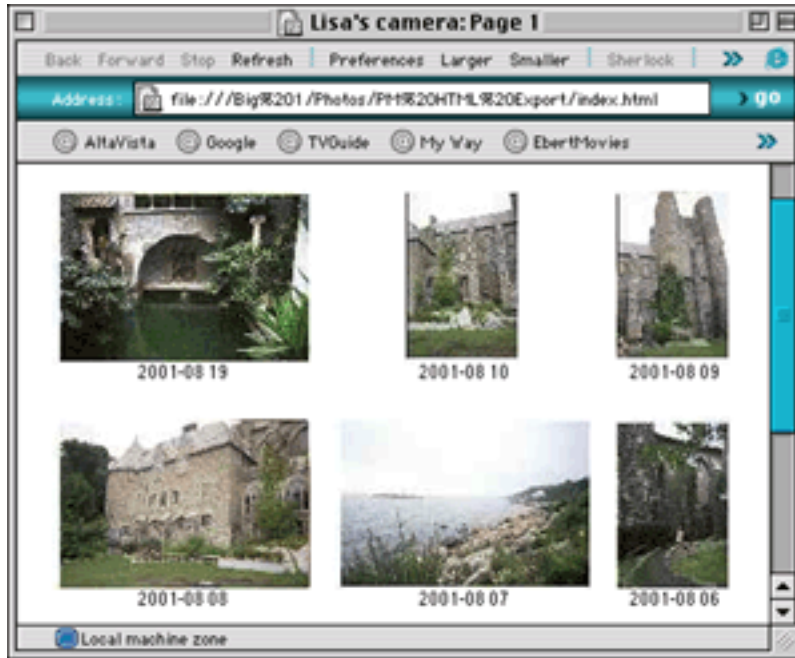 Lisa's camera: Page 1
Back Forward Stop Refresh Preferences Larger Smaller Sherlock »
Address: file:///Big%201/Photos/PM%20HTML%20Export/index.html go
AltaVista Google TVGuide My Way EbertMovies »
2001-08 19 2001-08 10 2001-08 09
2001-08 08 2001-08 07 2001-08 06
Local machine zone